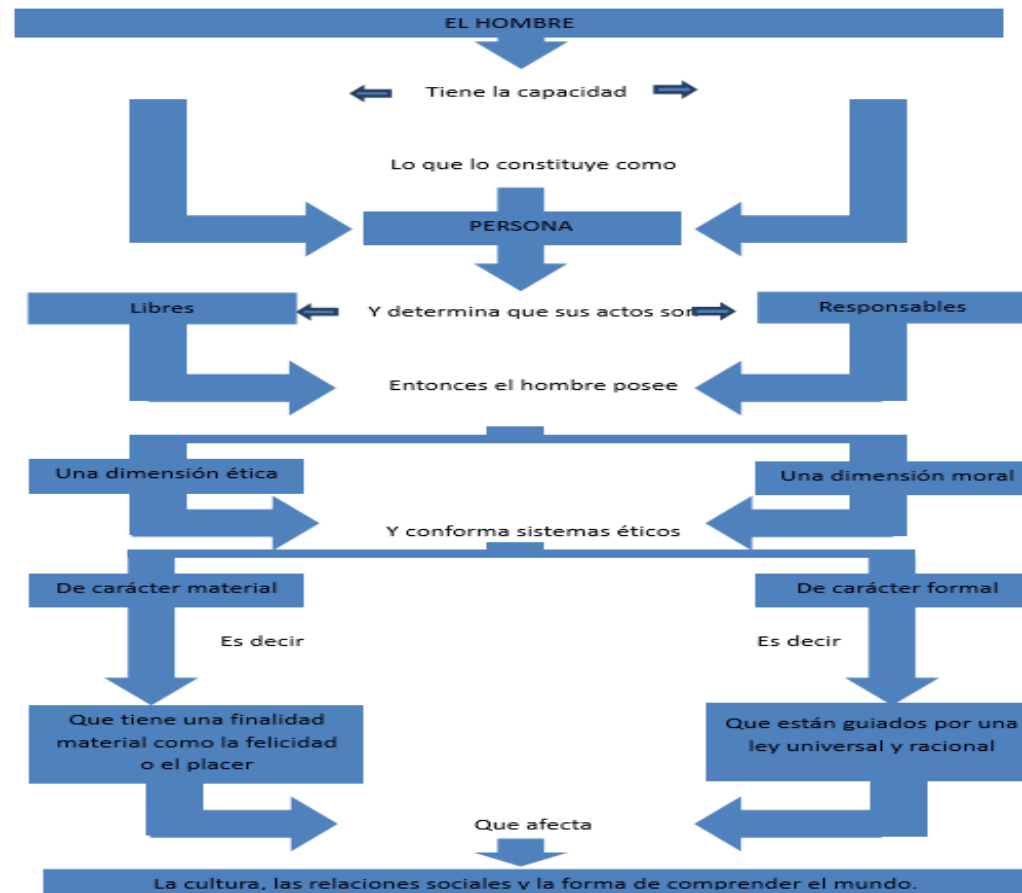 EL HOMBRE
Tiene la capacidad
Lo que lo constituye como
PERSONA
Libres
Y determina que sus actos son
Responsables
Entonces el hombre posee
Una dimensión ética
Una dimensión moral
Y conforma sistemas éticos
De carácter material
De carácter formal
Es decir
Es decir
Que tiene una finalidad
material como la felicidad
o el placer
Que están guiados por una
ley universal y racional
Que afecta
La cultura, las relaciones sociales y la forma de comprender el mundo.